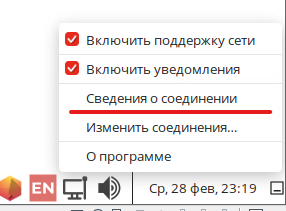 Включить поддержку сети
Включить уведомления
Сведения о соединении
Изменить соединения...
О программе
EN
Ср, 28 фев, 23:19